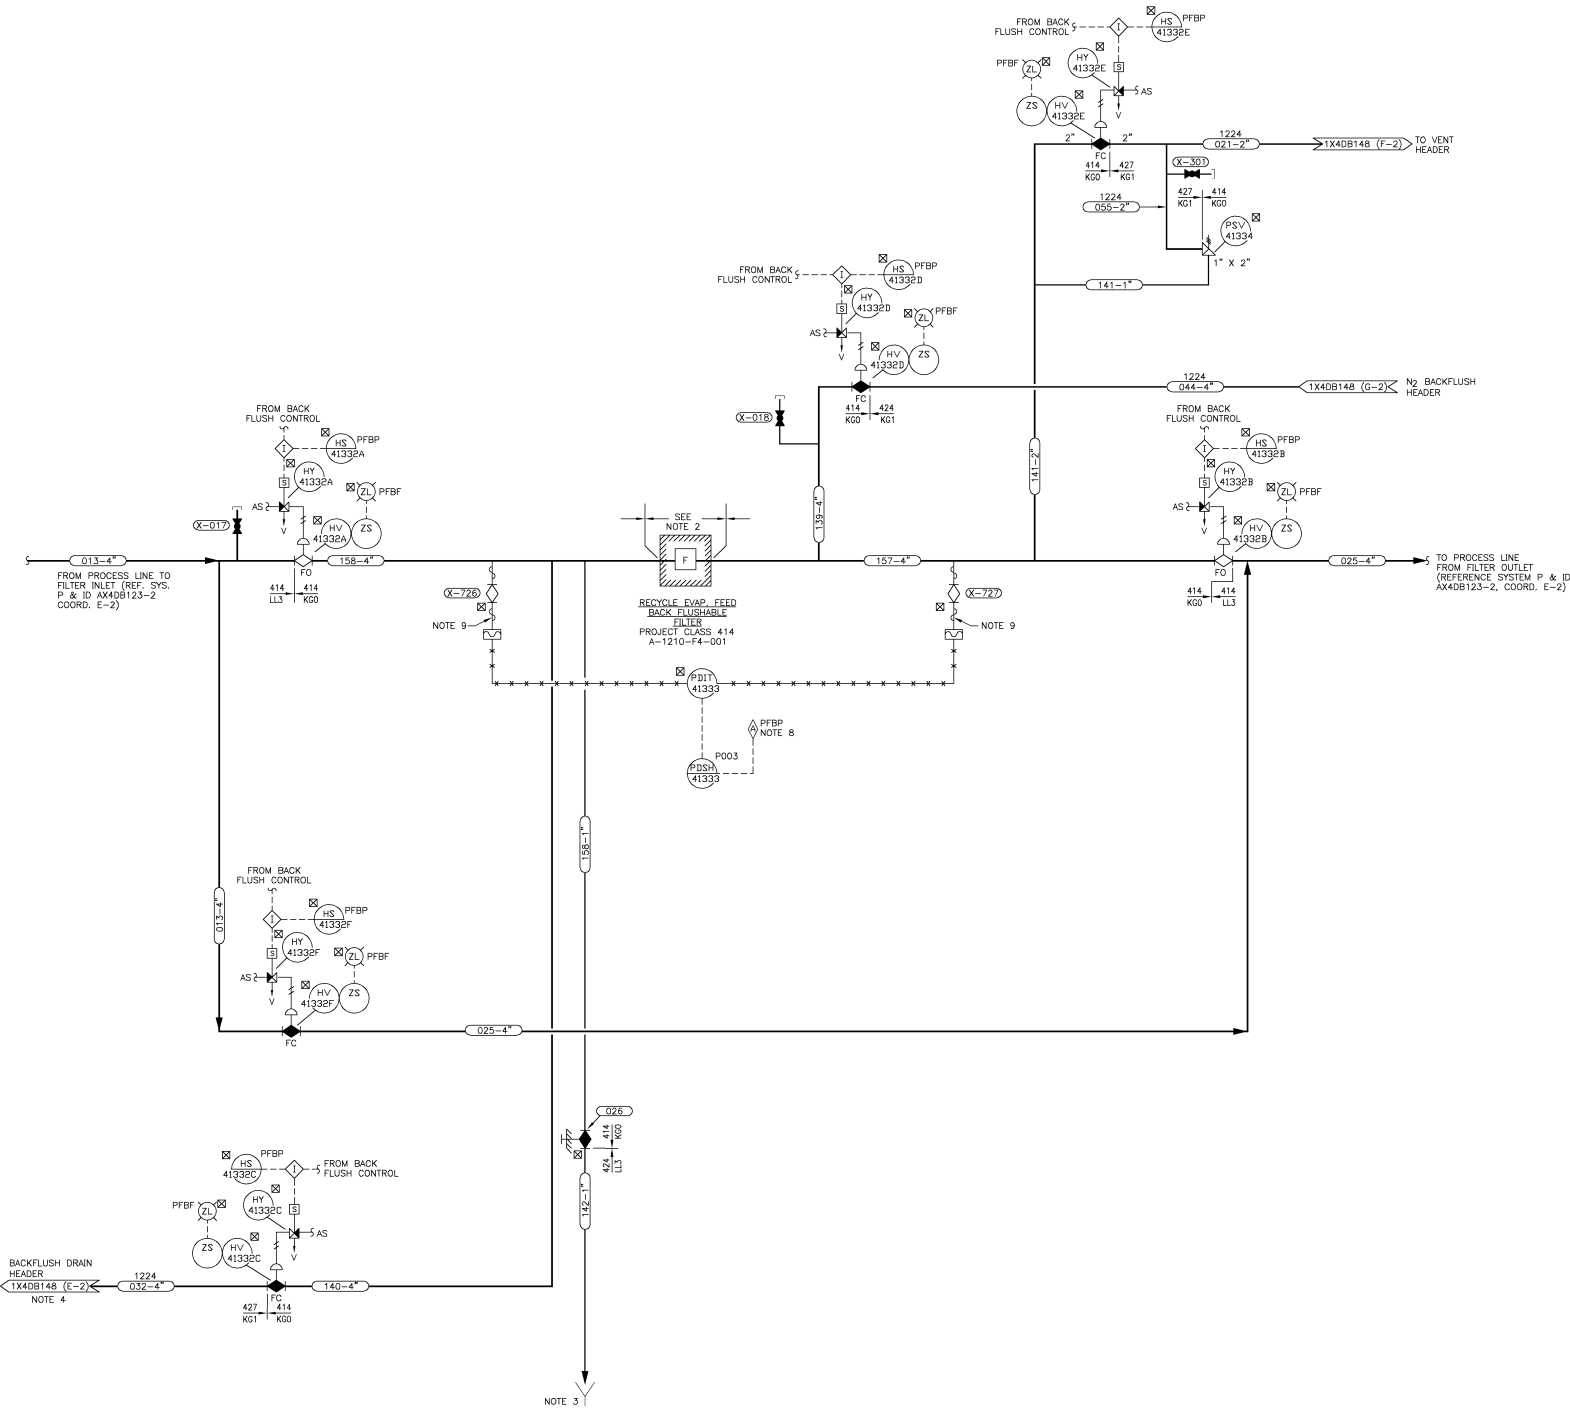 FROM BACK
FLUSH CONTROL
I
HS
41332E
PFBP
HY
41332E
S
AS
V
PFBF
ZL
ZS
HV
41332E
2"
2"
FC
414
KG0
427
KG1
1224
021-2"
1X4DB148 (F-2)
TO VENT
HEADER
X-301
1224
055-2"
427
KG1
414
KG0
PSV
41334
1" X 2"
141-1"
FROM BACK
FLUSH CONTROL
I
HS
41332D
PFBP
HY
41332D
S
AS
V
ZL
PFBF
HV
41332D
ZS
FC
414
KG0
424
KG1
1224
044-4"
1X4DB148 (G-2)
N2 BACKFLUSH
HEADER
X-018
139-4"
141-2"
FROM BACK
FLUSH CONTROL
I
HS
41332A
PFBP
HY
41332A
S
AS
V
ZL
PFBF
HV
41332A
ZS
FO
X-017
013-4"
FROM PROCESS LINE TO
FILTER INLET (REF. SYS.
P & ID AX4DB123-2
COORD. E-2)
414
LL3
414
KG0
158-4"
SEE
NOTE 2
F
RECYCLE EVAP. FEED
BACK FLUSHABLE
FILTER
PROJECT CLASS 414
A-1210-F4-001
157-4"
FROM BACK
FLUSH CONTROL
I
HS
41332B
PFBP
HY
41332B
S
AS
V
ZL
PFBF
HV
41332B
ZS
FO
414
KG0
414
LL3
025-4"
TO PROCESS LINE
FROM FILTER OUTLET
(REFERENCE SYSTEM P & ID
AX4DB123-2, COORD. E-2)
X-726
NOTE 9
X-727
NOTE 9
PDIT
41333
PDSH
41333
P003
A
PFBP
NOTE 8
158-1"
013-4"
FROM BACK
FLUSH CONTROL
I
HS
41332F
PFBP
HY
41332F
S
AS
V
ZL
PFBF
HV
41332F
ZS
FC
025-4"
026
414
KG0
424
LL3
142-1"
NOTE 3
HS
41332C
PFBP
I
FROM BACK
FLUSH CONTROL
HY
41332C
S
AS
V
PFBF
ZL
ZS
HV
41332C
FC
BACKFLUSH DRAIN
HEADER
1X4DB148 (E-2)
NOTE 4
1224
032-4"
140-4"
427
KG1
414
KG0